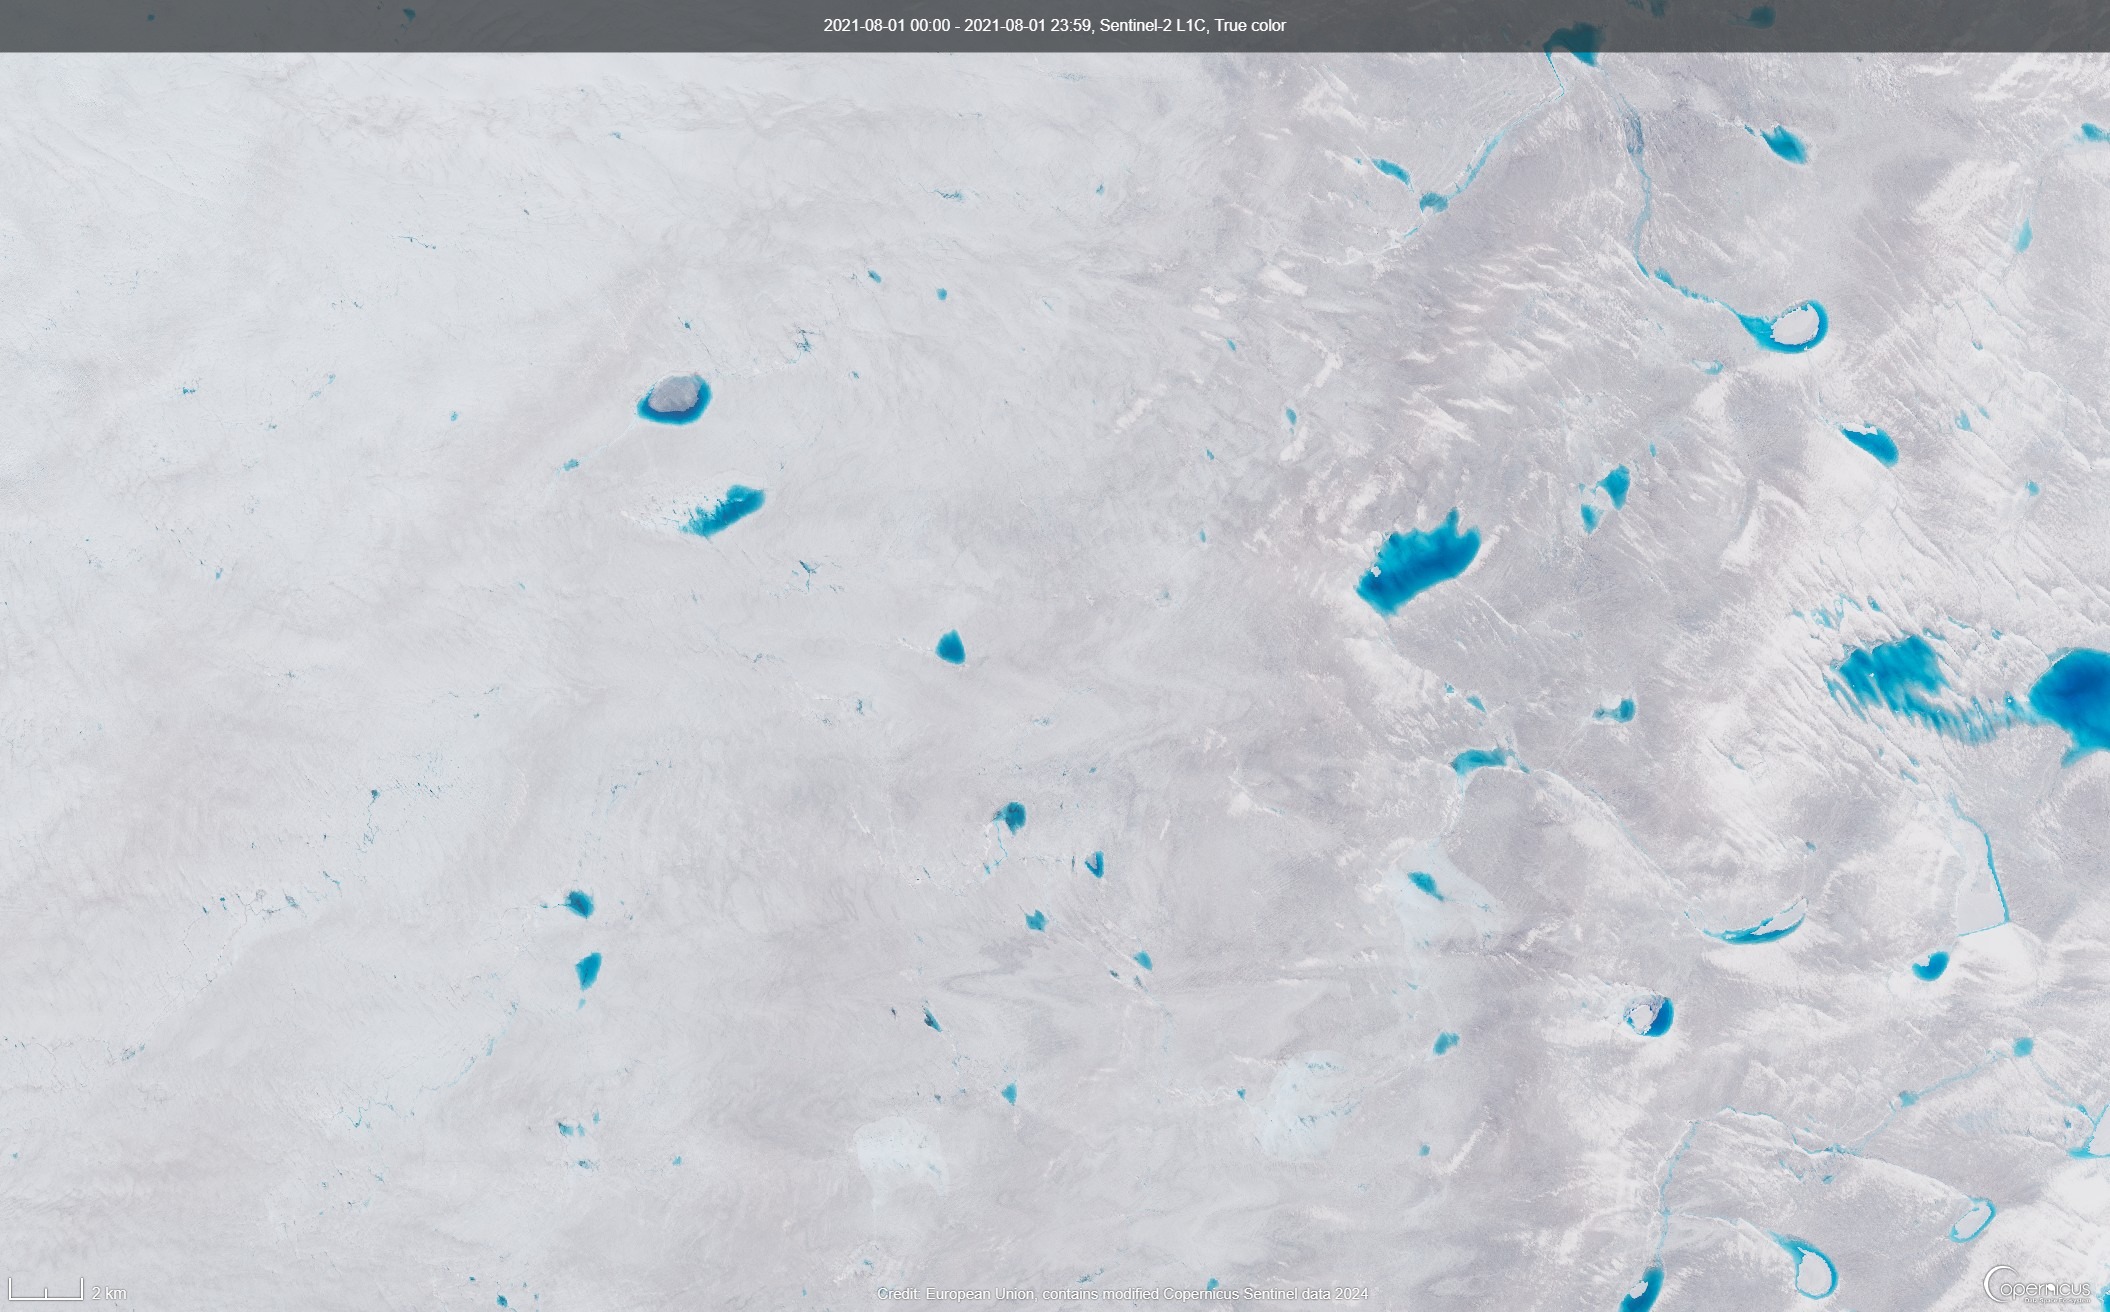 2021-08-01 00:00 - 2021-08-01 23:59, Sentinel-2 L1C, True color
2 km
Credit: European Union, contains modified Copernicus Sentinel data 2024
Copernicus